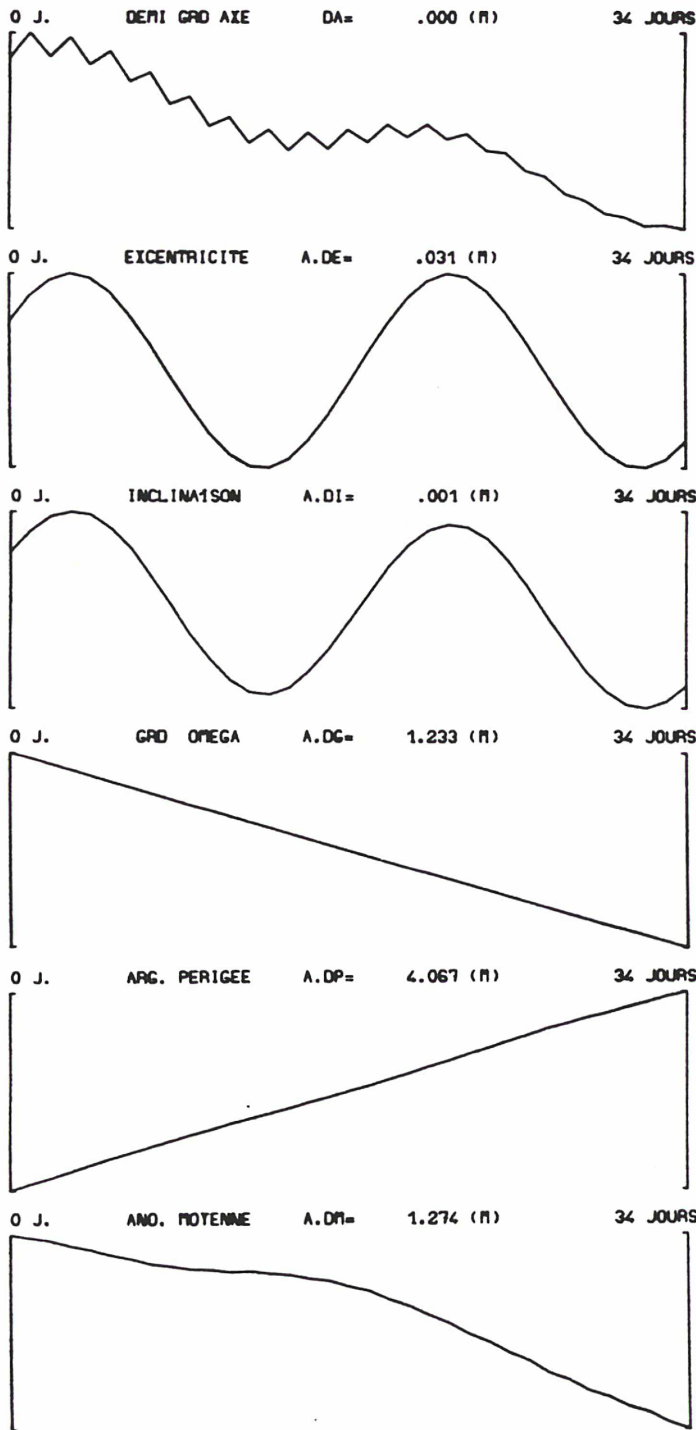 0 J. DEMI GRD AXE DA= .000 (M) 34 JOURS
0 J. EXCENTRICITE A.DE= .031 (M) 34 JOURS
0 J. INCLINAISON A.DI= .001 (M) 34 JOURS
0 J. GRD OMEGA A.DG= 1.233 (M) 34 JOURS
0 J. ARG. PERIGEE A.DP= 4.067 (M) 34 JOURS
0 J. ANO. MOYENNE A.DM= 1.274 (M) 34 JOURS